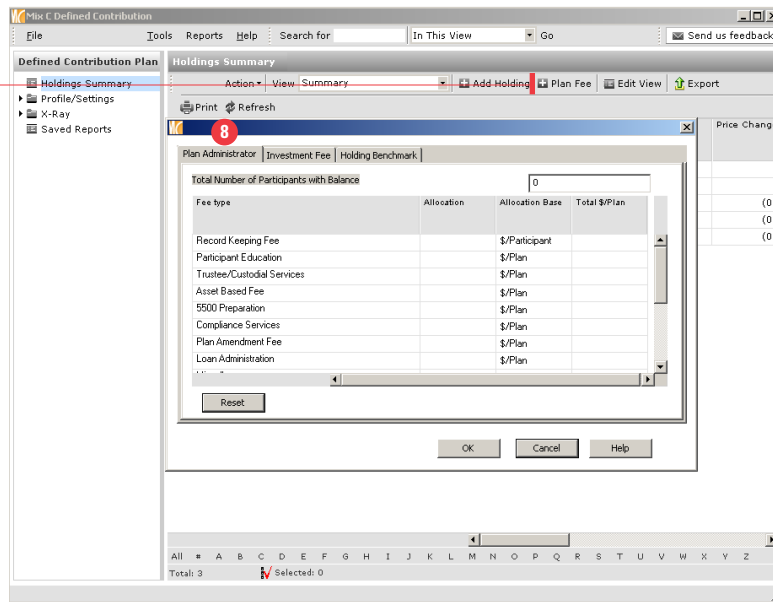 Mix C Defined Contribution
File Tools Reports Help Search for In This View Go Send us feedback
Defined Contribution Plan Holdings Summary
Holdings Summary Action View Summary Add Holding Plan Fee Edit View Export
Profile/Settings Print Refresh
X-Ray
Saved Reports
8
Price Chang
Plan Administrator Investment Fee Holding Benchmark
Total Number of Participants with Balance 0
Fee type Allocation Allocation Base Total $/Plan
Record Keeping Fee $/Participant
Participant Education $/Plan
Trustee/Custodial Services $/Plan
Asset Based Fee $/Plan
5500 Preparation $/Plan
Compliance Services $/Plan
Plan Amendment Fee $/Plan
Loan Administration $/Plan
(0
(0
(0
Reset
OK Cancel Help
All # A B C D E F G H I J K L M N O P Q R S T U V W X Y Z
Total: 3 Selected: 0